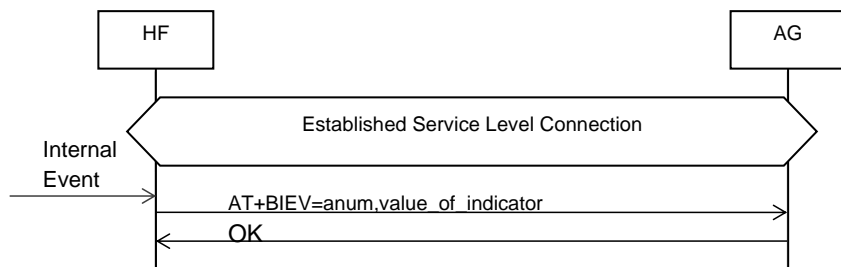 HF
AG
Established Service Level Connection
Internal
Event
AT+BIEV=anum,value_of_indicator
OK